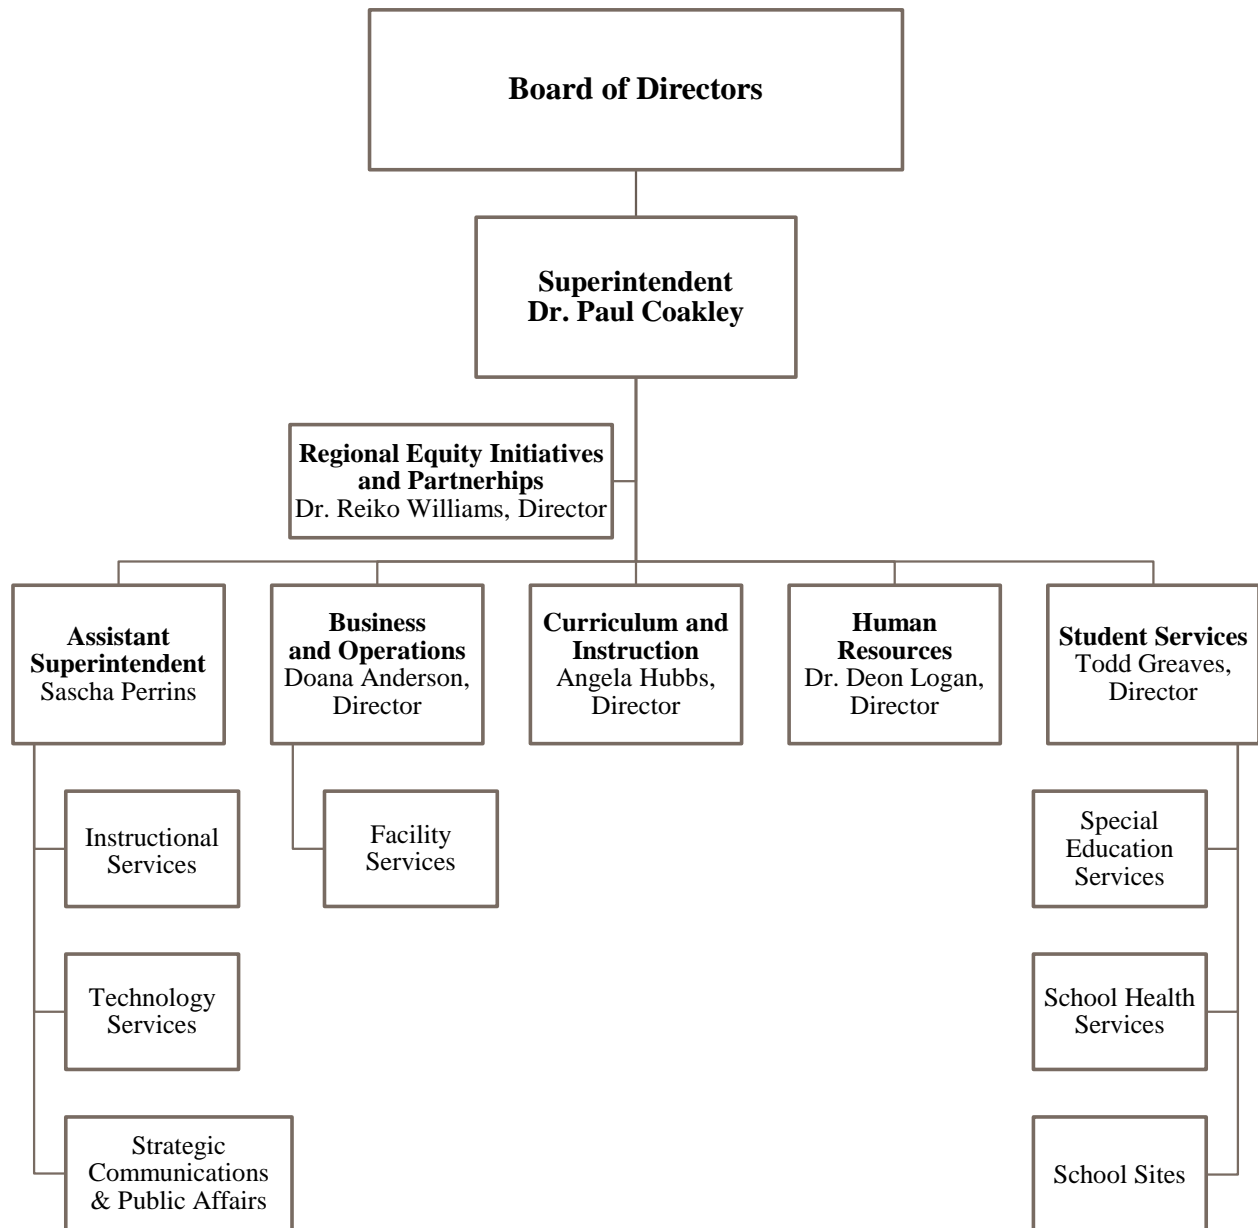 Board of Directors
Superintendent
Dr. Paul Coakley
Regional Equity Initiatives
and Partnerhips
Dr. Reiko Williams, Director
Assistant
Superintendent
Sascha Perrins
Business
and Operations
Doana Anderson,
Director
Curriculum and
Instruction
Angela Hubbs,
Director
Human
Resources
Dr. Deon Logan,
Director
Student Services
Todd Greaves,
Director
Instructional
Services
Facility
Services
Special
Education
Services
Technology
Services
School Health
Services
Strategic
Communications
& Public Affairs
School Sites